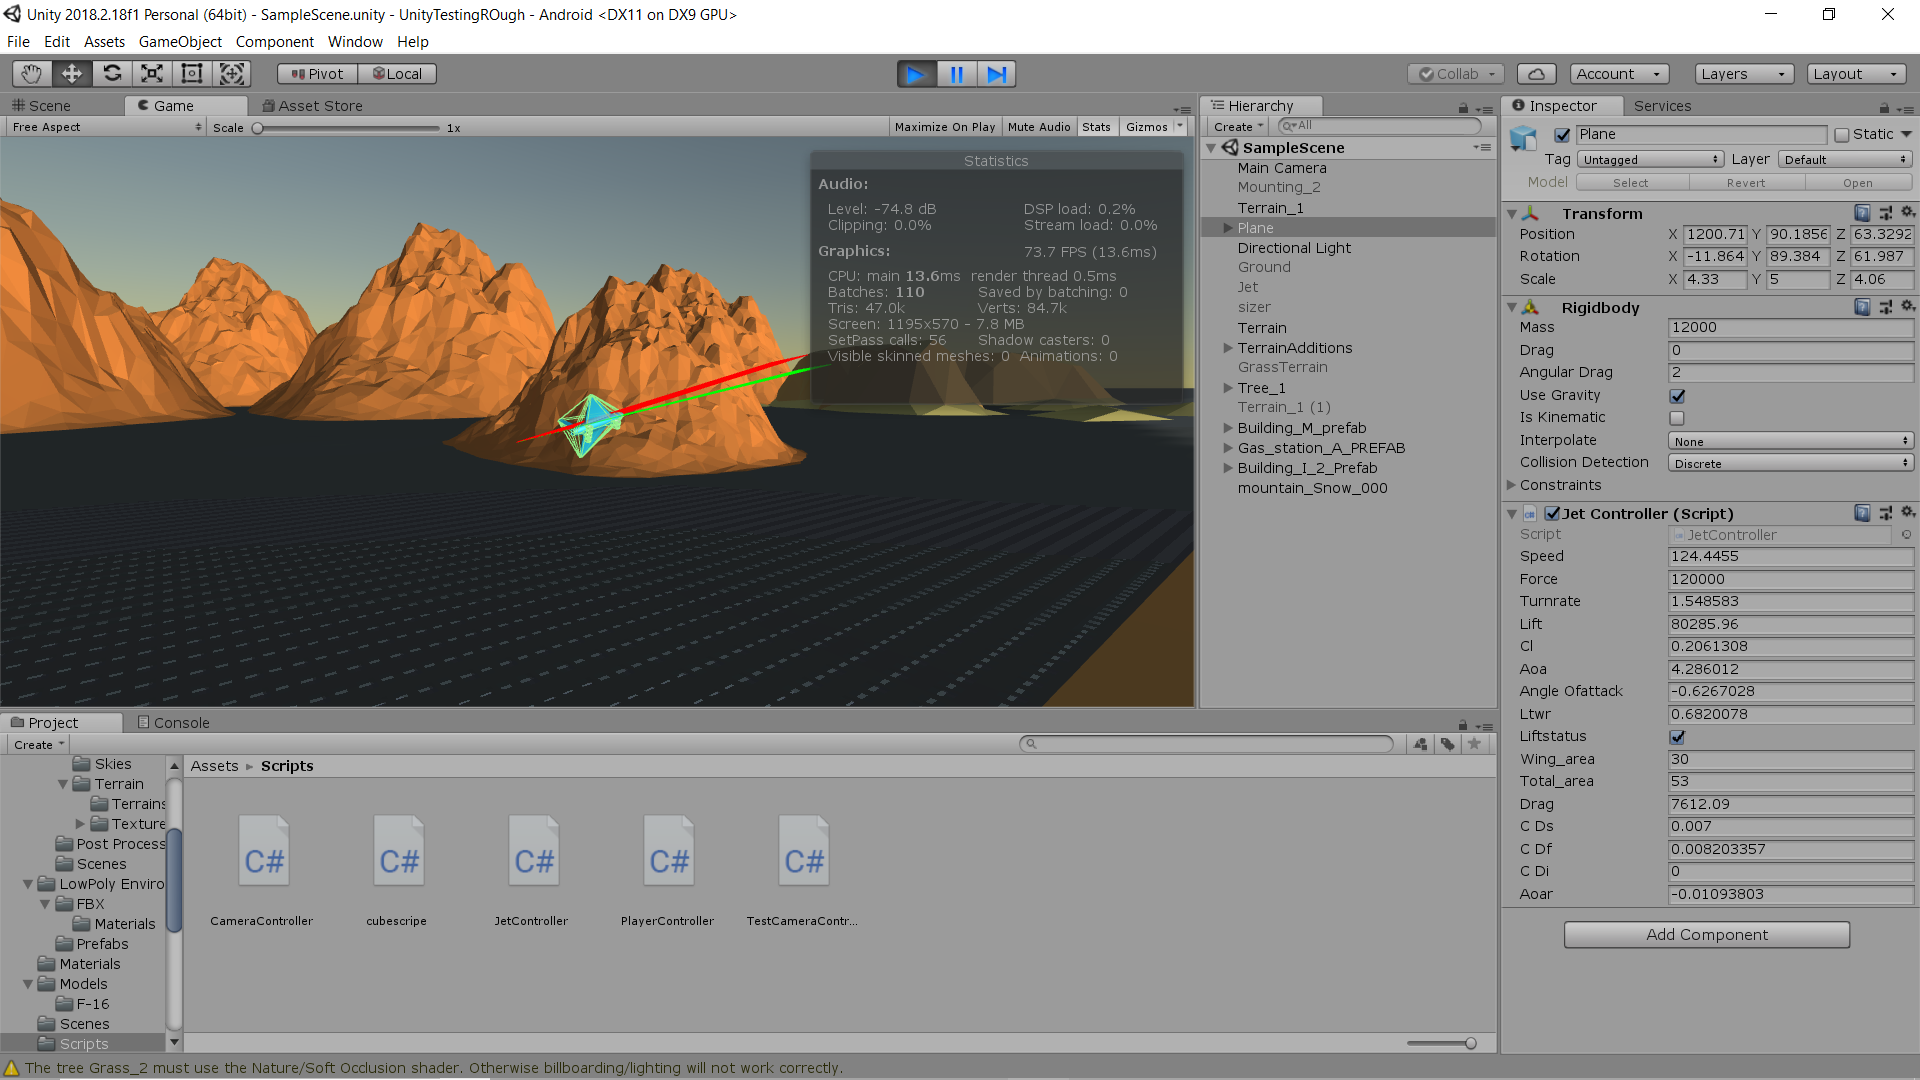 Unity 2018.2.18f1 Personal (64bit) - SampleScene.unity - UnityTestingROugh - Android <DX11 on DX9 GPU>
File Edit Assets GameObject Component Window Help
Pivot Local Collab Account Layers Layout
Scene Game Asset Store
Free Aspect Scale 1x Maximize On Play Mute Audio Stats Gizmos
Statistics
Audio:
Level: -74.8 dB DSP load: 0.2%
Clipping: 0.0% Stream load: 0.0%
Graphics: 73.7 FPS (13.6ms)
CPU: main 13.6ms render thread 0.5ms
Batches: 110 Saved by batching: 0
Tris: 47.0k Verts: 84.7k
Screen: 1195x570 - 7.8 MB
SetPass calls: 56 Shadow casters: 0
Visible skinned meshes: 0 Animations: 0
Hierarchy
Create All
SampleScene
Main Camera
Mounting_2
Terrain_1
Plane
Directional Light
Ground
Jet
sizer
Terrain
TerrainAdditions
GrassTerrain
Tree_1
Terrain_1 (1)
Building_M_prefab
Gas_station_A_PREFAB
Building_I_2_Prefab
mountain_Snow_000
Inspector Services
Plane Static
Tag Untagged Layer Default
Model Select Revert Open
Transform
Position X 1200.71 Y 90.1856 Z 63.3292
Rotation X -11.864 Y 89.384 Z 61.987
Scale X 4.33 Y 5 Z 4.06
Rigidbody
Mass 12000
Drag 0
Angular Drag 2
Use Gravity
Is Kinematic
Interpolate None
Collision Detection Discrete
Constraints
C# Jet Controller (Script)
Script JetController
Speed 124.4455
Force 120000
Turnrate 1.548583
Lift 80285.96
Cl 0.2061308
Aoa 4.286012
Angle Ofattack -0.6267028
Ltwr 0.6820078
Liftstatus
Wing_area 30
Total_area 53
Drag 7612.09
C Ds 0.007
C Df 0.008203357
C Di 0
Aoar -0.01093803
Add Component
Project Console
Create
Skies
Terrain
Terrains
Texture
Post Process
Scenes
LowPoly Enviro
FBX
Materials
Prefabs
Materials
Models
F-16
Scenes
Scripts
Assets Scripts
C# C# C# C# C#
CameraController cubescripe JetController PlayerController TestCameraContr...
The tree Grass_2 must use the Nature/Soft Occlusion shader. Otherwise billboarding/lighting will not work correctly.